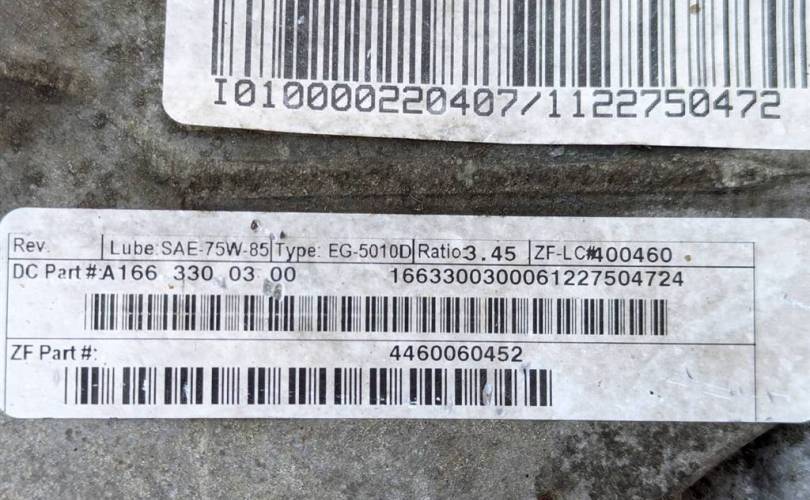 I010000220407/1122750472
Rev. Lube:SAE-75W-85 Type: EG-5010D Ratio 3.45 ZF-LC#400460
DC Part #:A166 330 03 00 1663300300061227504724
ZF Part #: 4460060452